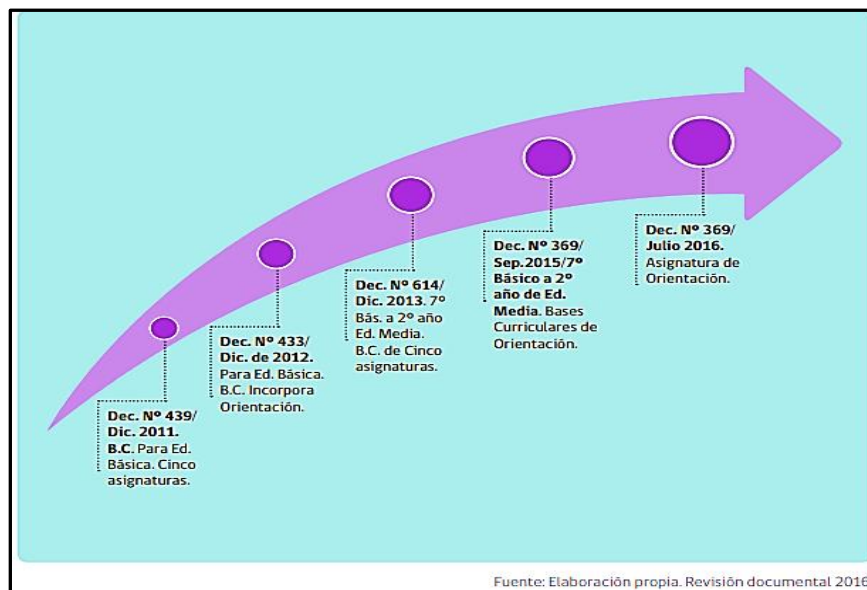 Dec. Nº 439/
Dic. 2011.
B.C. Para Ed.
Básica. Cinco
asignaturas.
Dec. Nº 433/
Dic. de 2012.
Para Ed. Básica.
B.C. Incorpora
Orientación.
Dec. Nº 614/
Dic. 2013. 7º
Bás. a 2º año
Ed. Media.
B.C. de Cinco
asignaturas.
Dec. Nº 369/
Sep.2015/7º
Básico a 2º
año de Ed.
Media. Bases
Curriculares de
Orientación.
Dec. Nº 369/
Julio 2016.
Asignatura de
Orientación.
Fuente: Elaboración propia. Revisión documental 2016